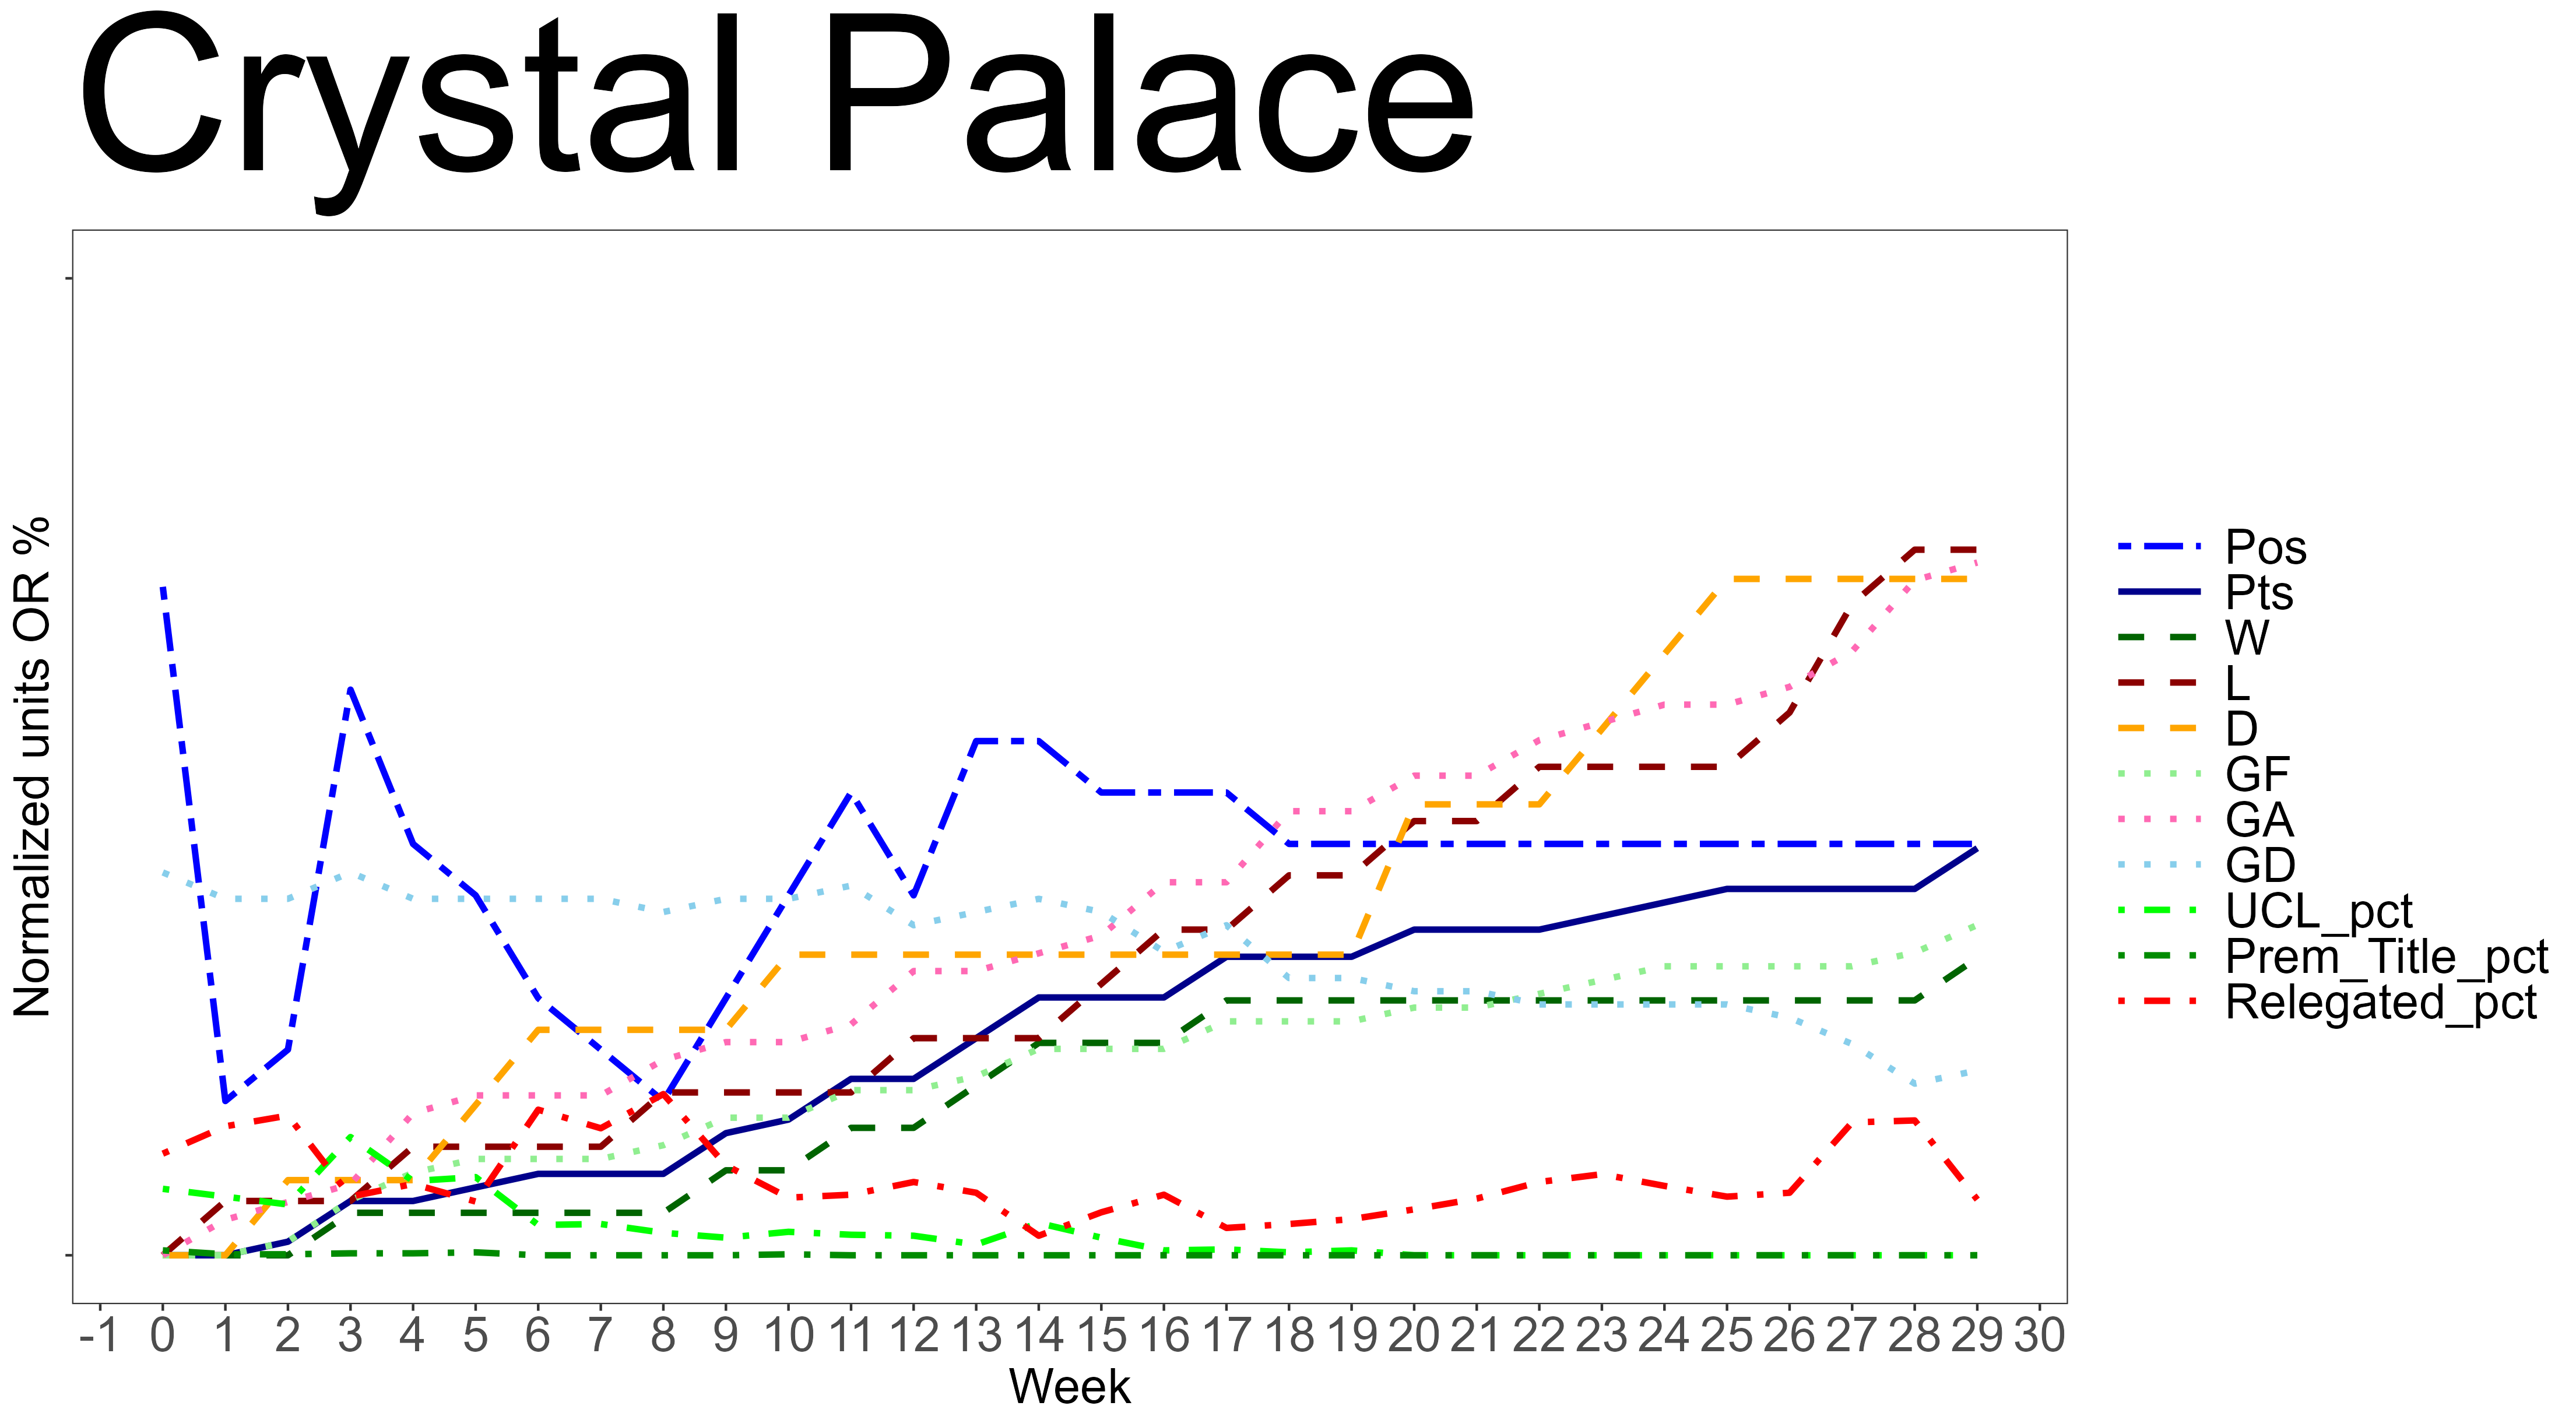 Crystal Palace
Normalized units OR %
Pos
Pts
W
L
D
GF
GA
GD
UCL_pct
Prem_Title_pct
Relegated_pct
-1 0 1 2 3 4 5 6 7 8 9 10 11 12 13 14 15 16 17 18 19 20 21 22 23 24 25 26 27 28 29 30
Week